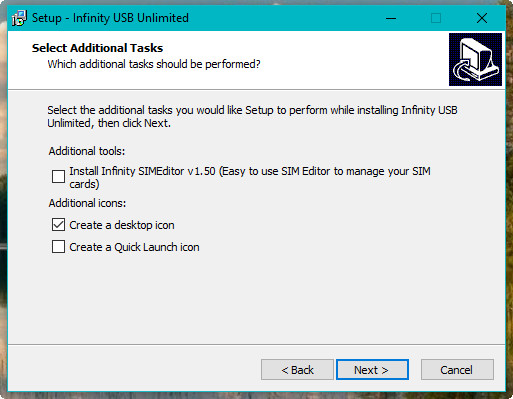 Setup - Infinity USB Unlimited
Select Additional Tasks
Which additional tasks should be performed?
Select the additional tasks you would like Setup to perform while installing Infinity USB
Unlimited, then click Next.
Additional tools:
Install Infinity SIMEditor v1.50 (Easy to use SIM Editor to manage your SIM
cards)
Additional icons:
Create a desktop icon
Create a Quick Launch icon
< Back
Next >
Cancel